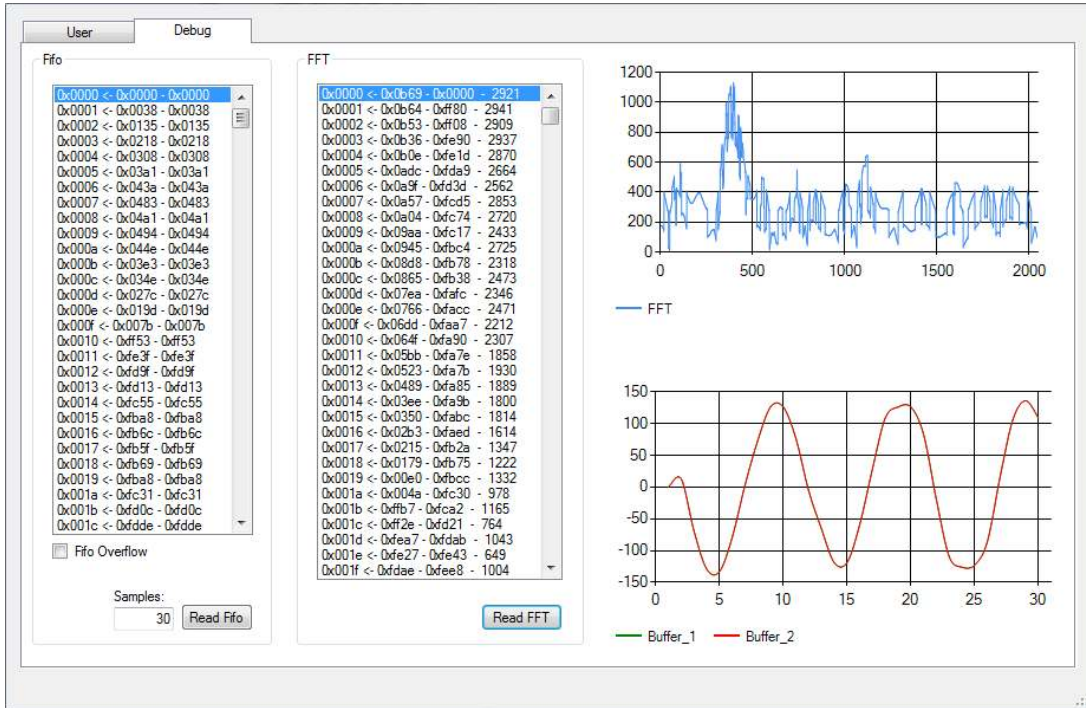 User
Debug
Fifo
0x0000 <- 0x0000 - 0x0000
0x0001 <- 0x0038 - 0x0038
0x0002 <- 0x0135 - 0x0135
0x0003 <- 0x0218 - 0x0218
0x0004 <- 0x0308 - 0x0308
0x0005 <- 0x03a1 - 0x03a1
0x0006 <- 0x043a - 0x043a
0x0007 <- 0x0483 - 0x0483
0x0008 <- 0x04a1 - 0x04a1
0x0009 <- 0x0494 - 0x0494
0x000a <- 0x044e - 0x044e
0x000b <- 0x03e3 - 0x03e3
0x000c <- 0x034e - 0x034e
0x000d <- 0x027c - 0x027c
0x000e <- 0x019d - 0x019d
0x000f <- 0x007b - 0x007b
0x0010 <- 0xff53 - 0xff53
0x0011 <- 0xfe3f - 0xfe3f
0x0012 <- 0xfd9f - 0xfd9f
0x0013 <- 0xfd13 - 0xfd13
0x0014 <- 0xfc55 - 0xfc55
0x0015 <- 0xfba8 - 0xfba8
0x0016 <- 0xfb6c - 0xfb6c
0x0017 <- 0xfb5f - 0xfb5f
0x0018 <- 0xfb69 - 0xfb69
0x0019 <- 0xfba8 - 0xfba8
0x001a <- 0xfc31 - 0xfc31
0x001b <- 0xfd0c - 0xfd0c
0x001c <- 0xfdde - 0xfdde
Fifo Overflow
Samples:
30
Read Fifo
FFT
0x0000 <- 0x0b69 - 0x0000 - 2921
0x0001 <- 0x0b64 - 0xff80 - 2941
0x0002 <- 0x0b53 - 0xff08 - 2909
0x0003 <- 0x0b36 - 0xfe90 - 2937
0x0004 <- 0x0b0e - 0xfe1d - 2870
0x0005 <- 0x0adc - 0xfda9 - 2664
0x0006 <- 0x0a9f - 0xfd3d - 2562
0x0007 <- 0x0a57 - 0xfcd5 - 2853
0x0008 <- 0x0a04 - 0xfc74 - 2720
0x0009 <- 0x09aa - 0xfc17 - 2433
0x000a <- 0x0945 - 0xfbc4 - 2725
0x000b <- 0x08d8 - 0xfb78 - 2318
0x000c <- 0x0865 - 0xfb38 - 2473
0x000d <- 0x07ea - 0xfafc - 2346
0x000e <- 0x0766 - 0xfacc - 2471
0x000f <- 0x06dd - 0xfaa7 - 2212
0x0010 <- 0x064f - 0xfa90 - 2307
0x0011 <- 0x05bb - 0xfa7e - 1858
0x0012 <- 0x0523 - 0xfa7b - 1930
0x0013 <- 0x0489 - 0xfa85 - 1889
0x0014 <- 0x03ee - 0xfa9b - 1800
0x0015 <- 0x0350 - 0xfabc - 1814
0x0016 <- 0x02b3 - 0xfaed - 1614
0x0017 <- 0x0215 - 0xfb2a - 1347
0x0018 <- 0x0179 - 0xfb75 - 1222
0x0019 <- 0x00e0 - 0xfbcc - 1332
0x001a <- 0x004a - 0xfc30 - 978
0x001b <- 0xffb7 - 0xfca2 - 1165
0x001c <- 0xff2e - 0xfd21 - 764
0x001d <- 0xfea7 - 0xfdab - 1043
0x001e <- 0xfe27 - 0xfe43 - 649
0x001f <- 0xfdae - 0xfee8 - 1004
Read FFT
1200
1000
800
600
400
200
0
0 500 1000 1500 2000
FFT
150
100
50
0
-50
-100
-150
0 5 10 15 20 25 30
Buffer_1 Buffer_2